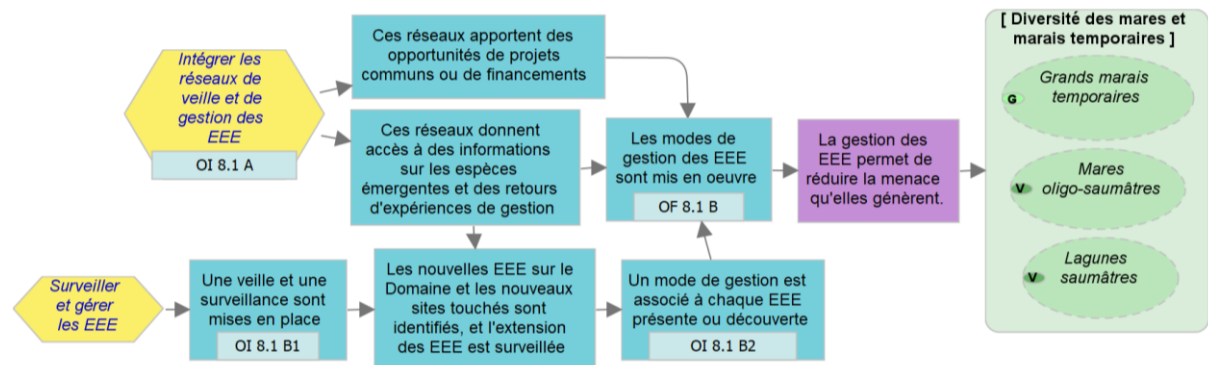 Intégrer les
réseaux de
veille et de
gestion des
EEE
OI 8.1 A
Ces réseaux apportent des
opportunités de projets
communs ou de financements
Ces réseaux donnent
accès à des informations
sur les espèces
émergentes et des retours
d'expériences de gestion
Les modes de
gestion des EEE
sont mis en oeuvre
OF 8.1 B
La gestion des
EEE permet de
réduire la menace
qu'elles génèrent.
[ Diversité des mares et
marais temporaires ]
Grands marais
temporaires
G
Mares
oligo-saumâtres
V
Lagunes
saumâtres
V
Surveiller
et gérer
les EEE
Une veille et une
surveillance sont
mises en place
OI 8.1 B1
Les nouvelles EEE sur le
Domaine et les nouveaux
sites touchés sont
identifiés, et l'extension
des EEE est surveillée
Un mode de gestion est
associé à chaque EEE
présente ou découverte
OI 8.1 B2